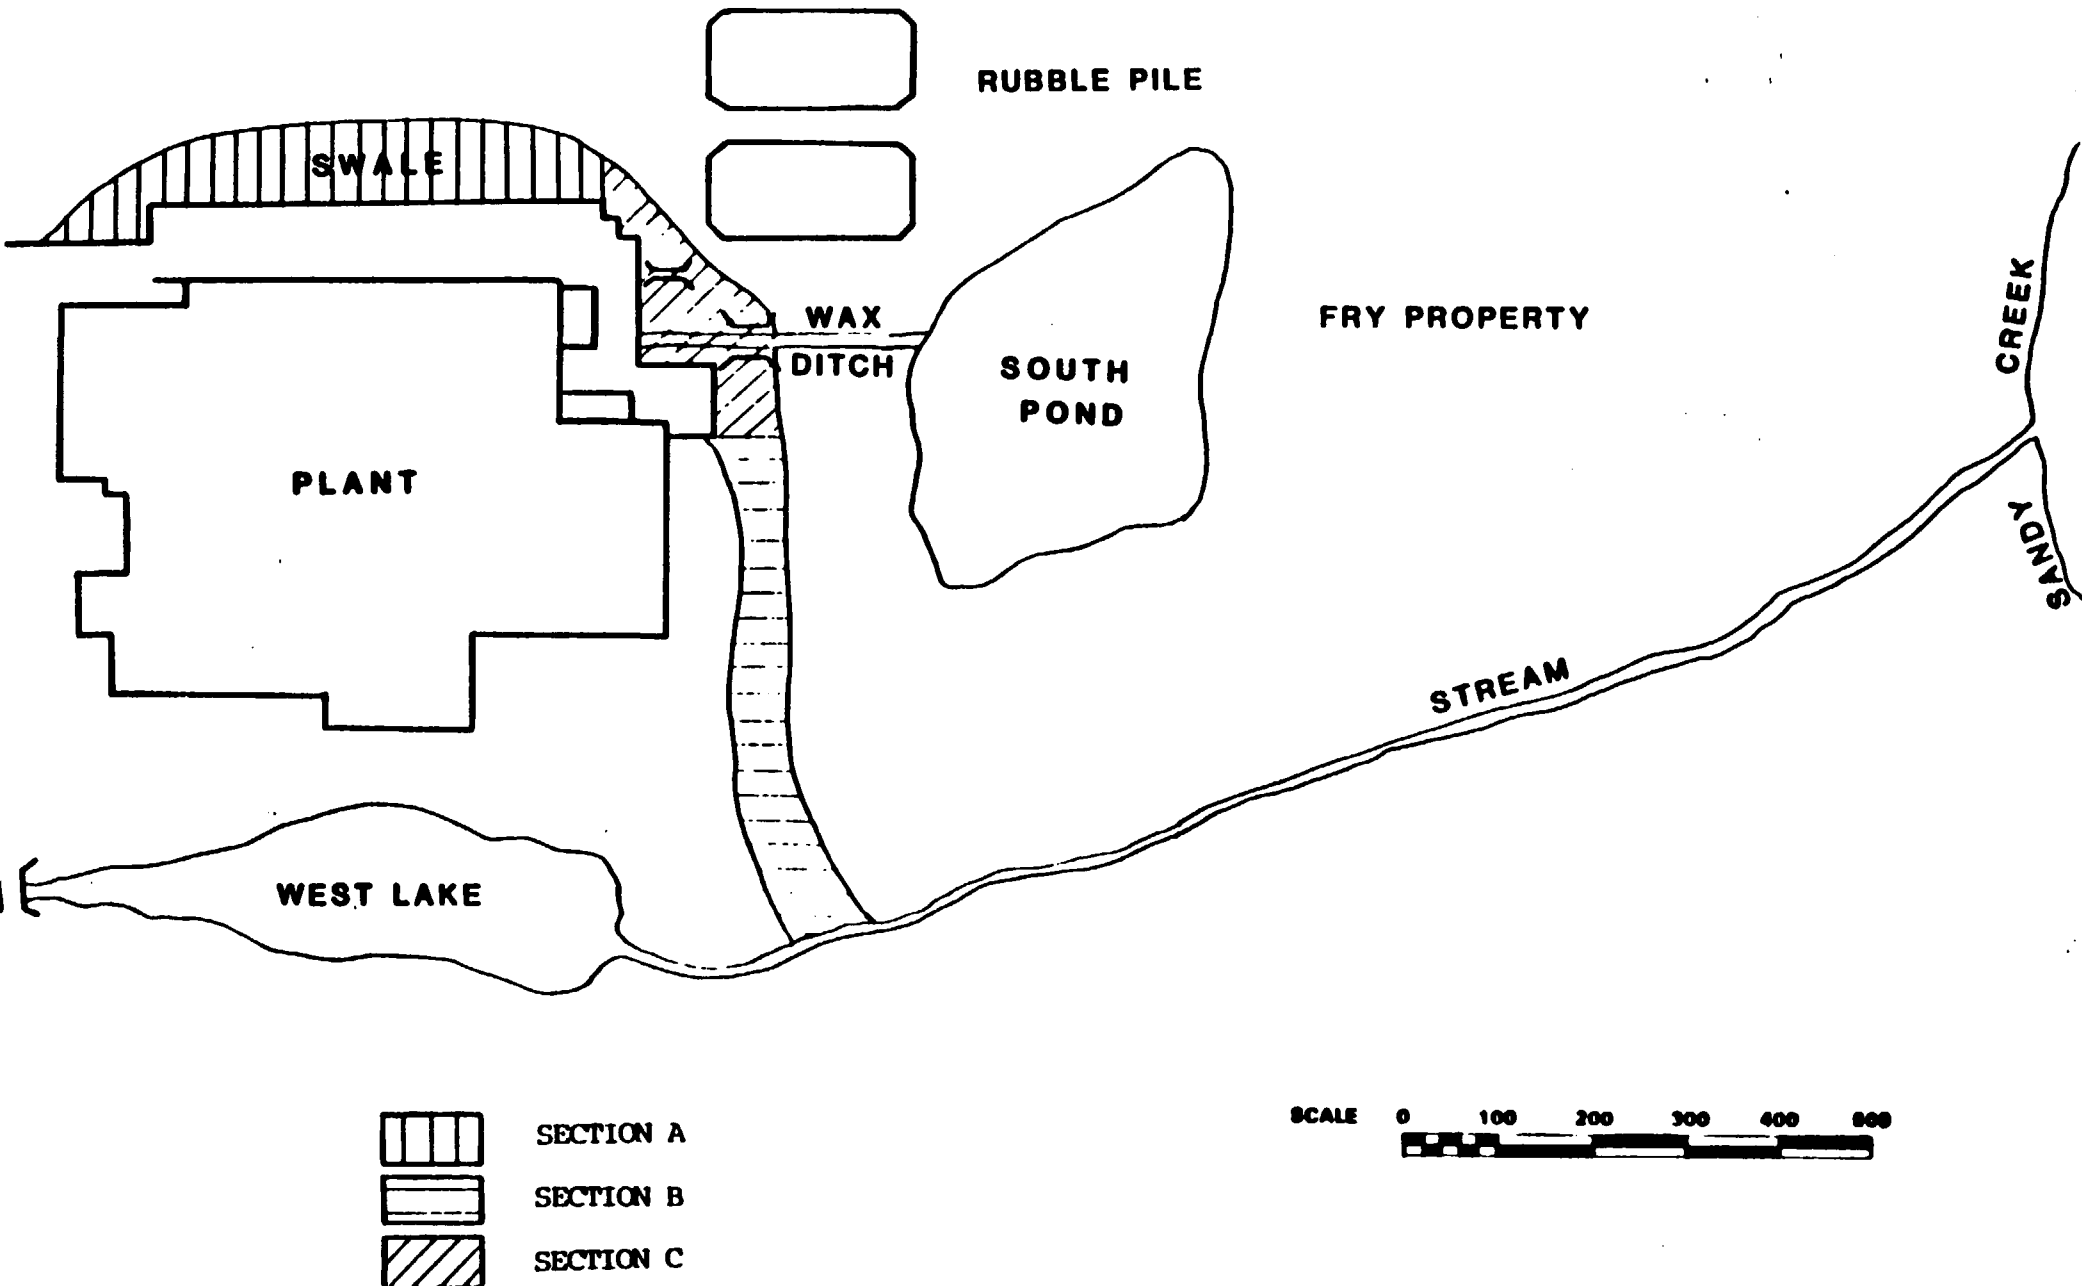 RUBBLE PILE
SWALE
WAX
DITCH
FRY PROPERTY
SOUTH
POND
CREEK
PLANT
SANDY
STREAM
WEST LAKE
SCALE 0 100 200 300 400
SECTION A
SECTION B
SECTION C